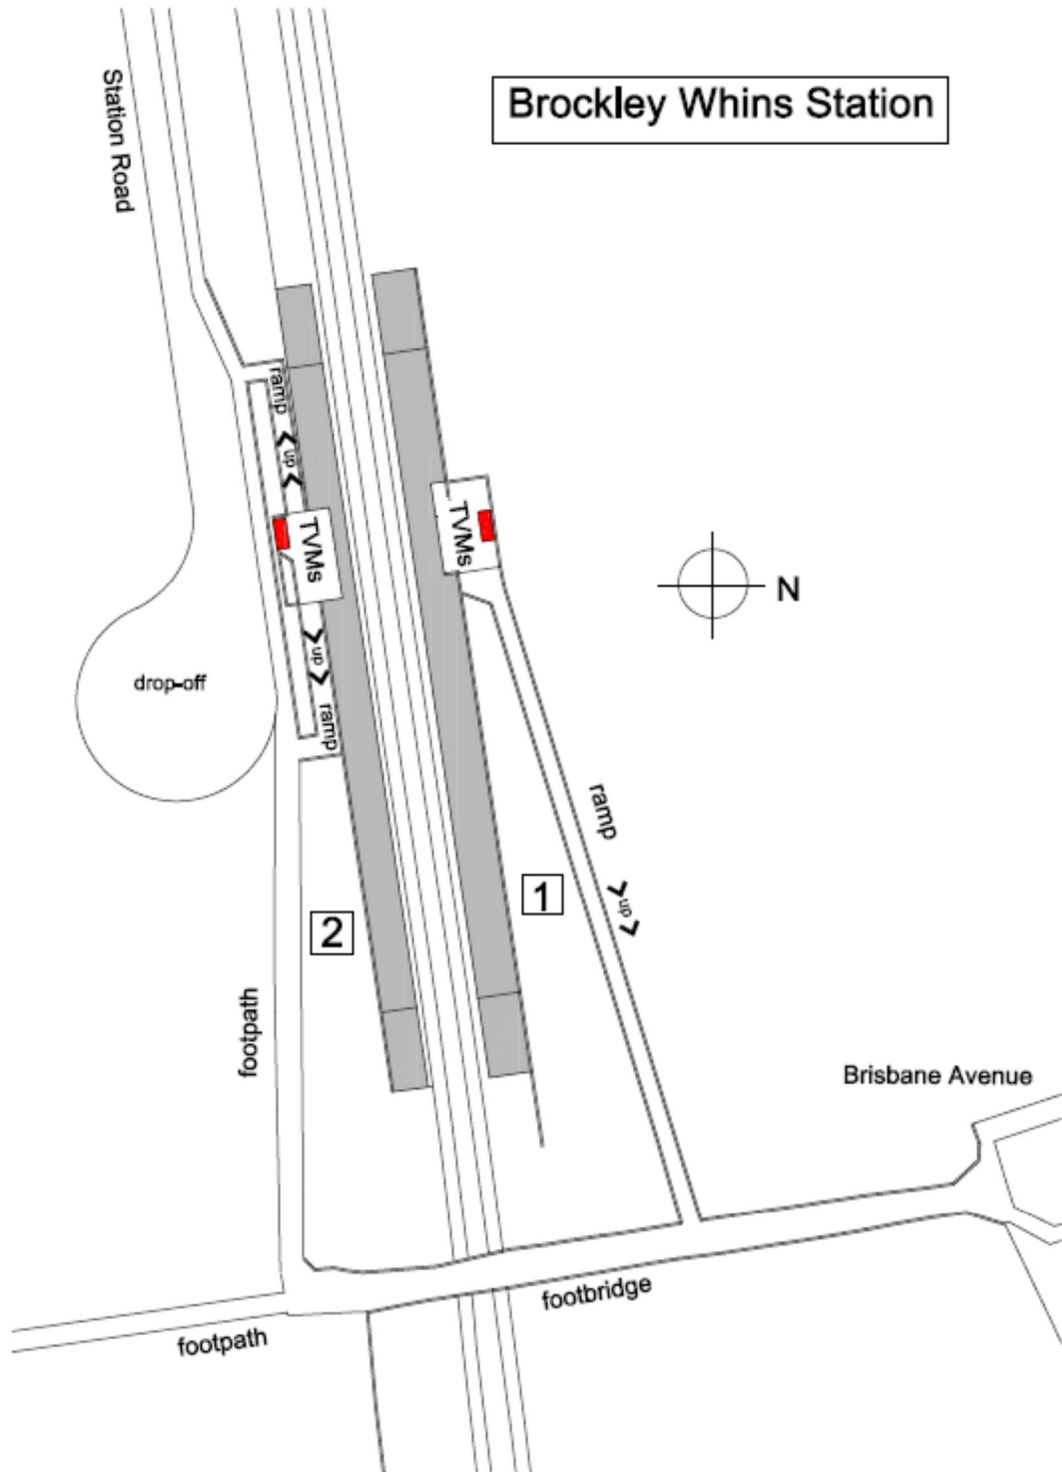 Brockley Whins Station
Station Road
ramp
up
TVMs
TVMs
N
drop-off
up
ramp
ramp
up
1
2
footpath
Brisbane Avenue
footbridge
footpath